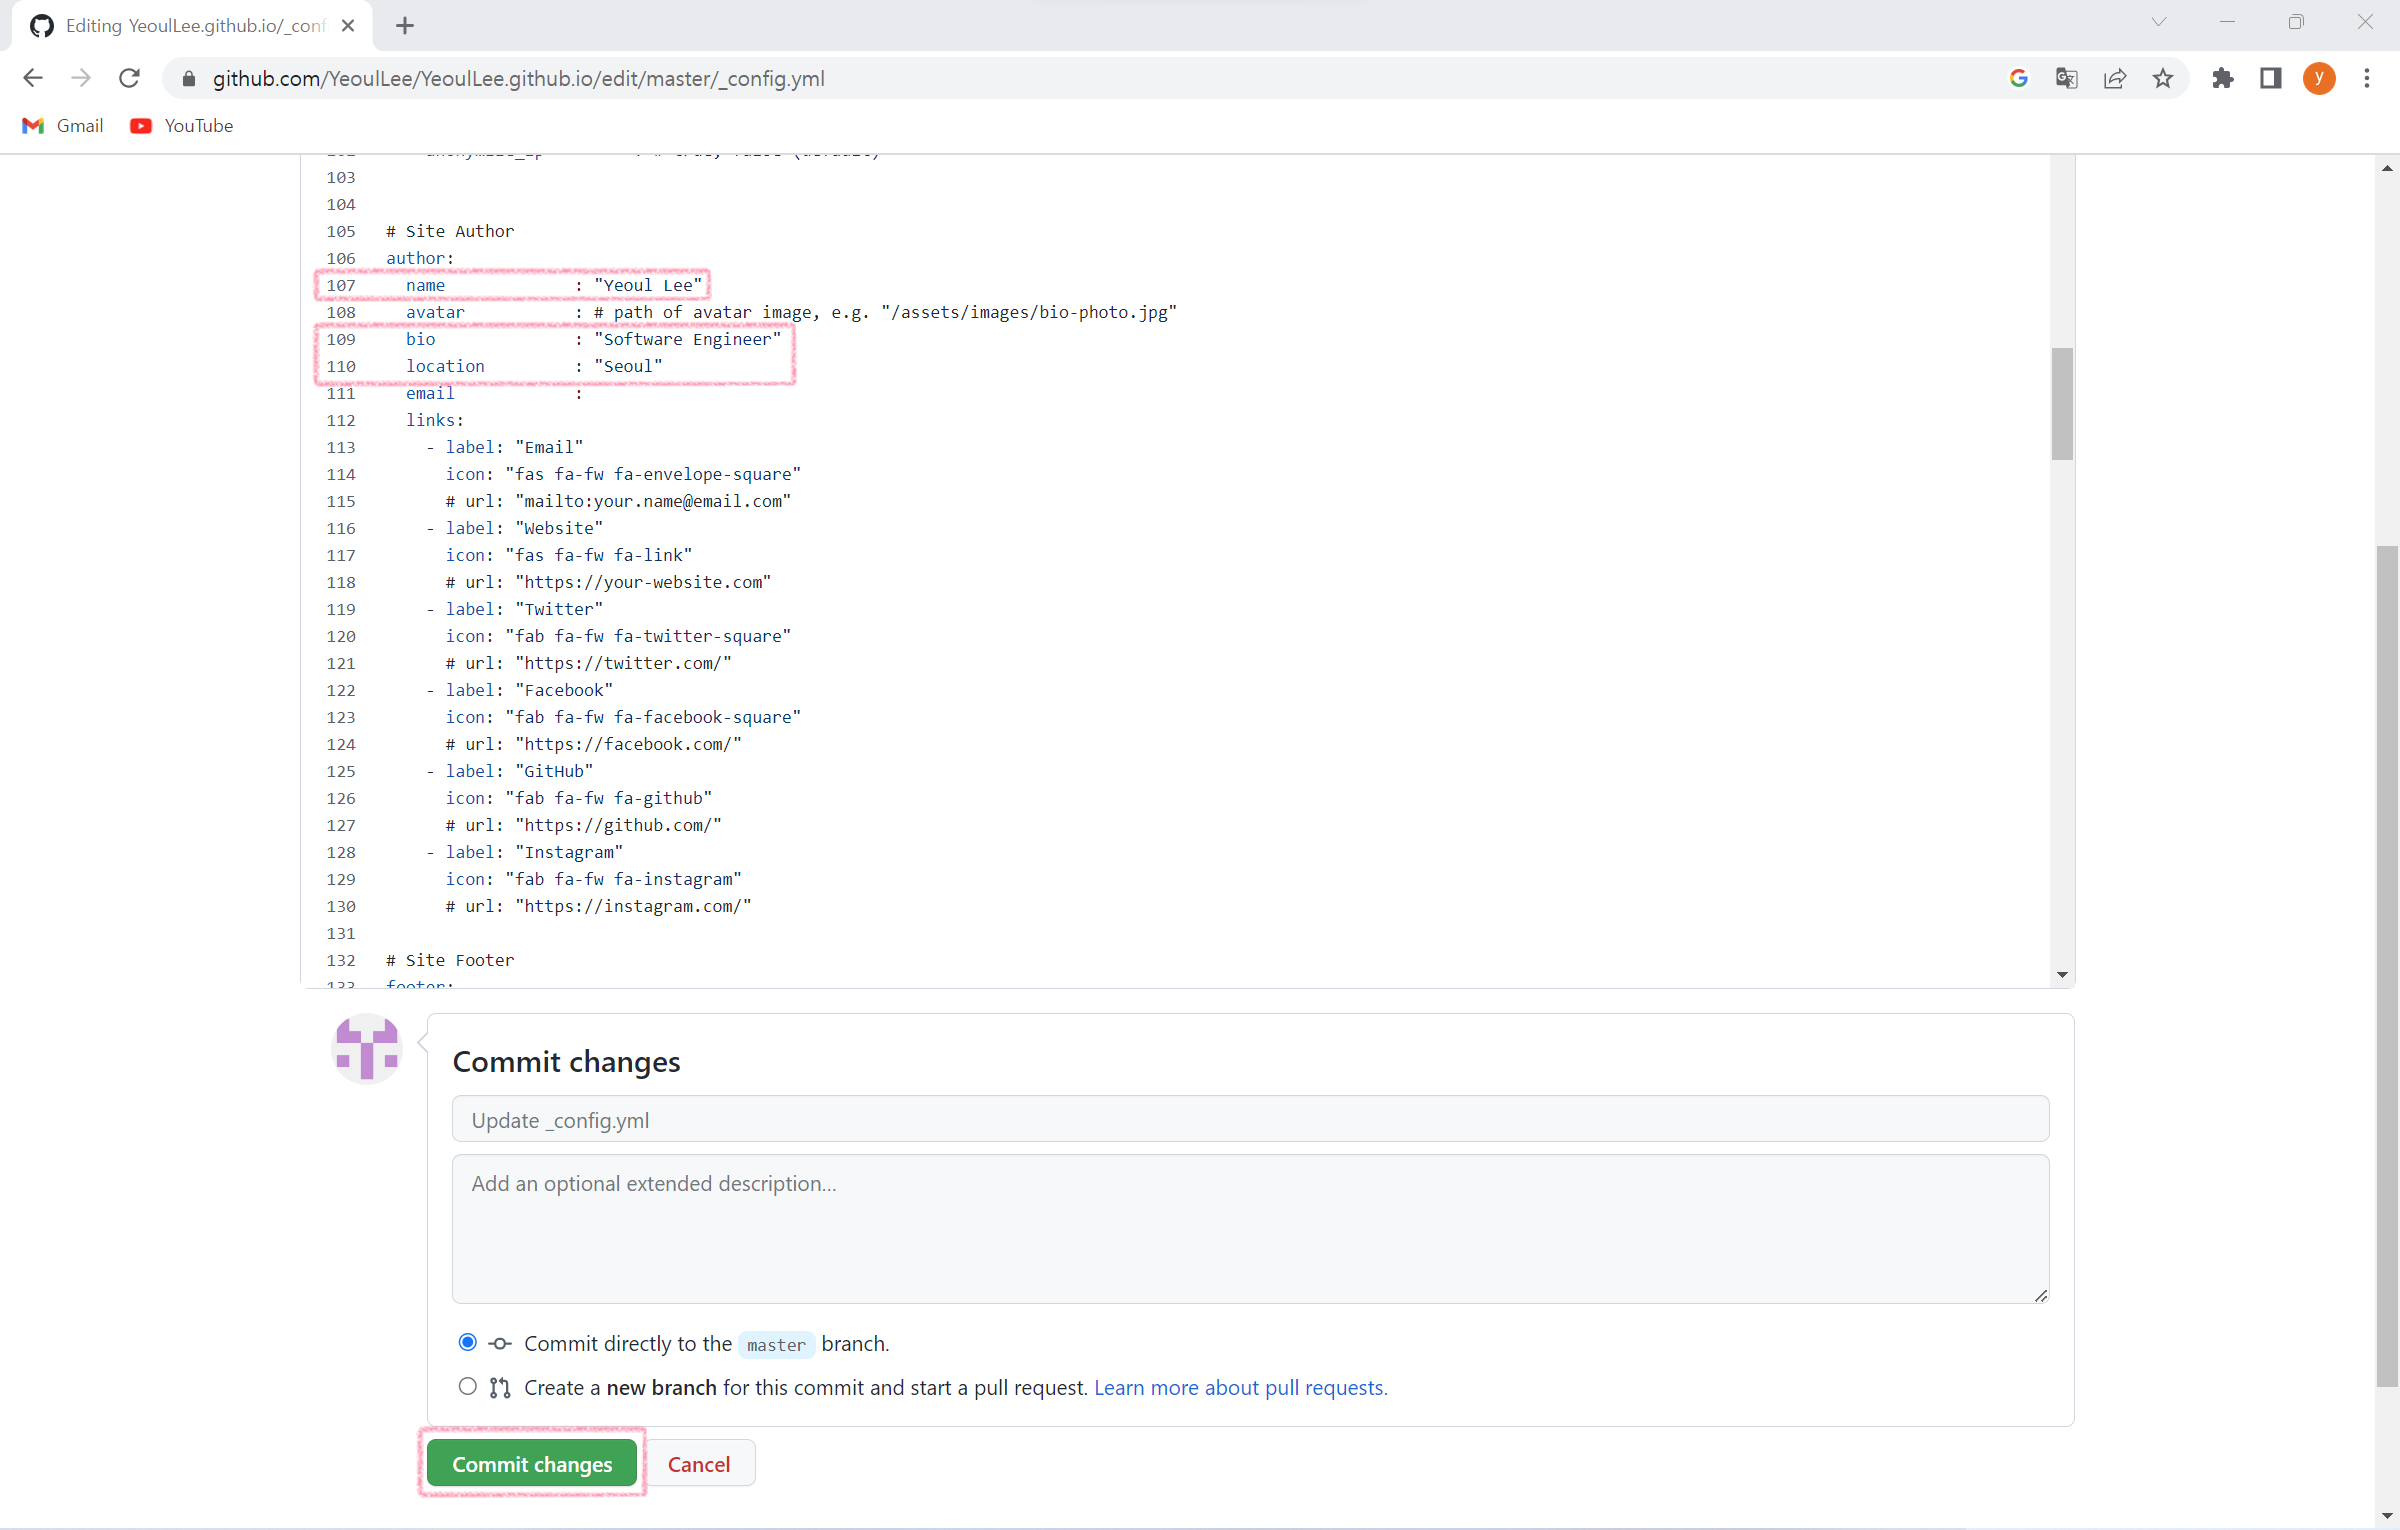 Editing YeoulLee.github.io/_conf
github.com/YeoulLee/YeoulLee.github.io/edit/master/_config.yml
y
Gmail
YouTube
103
104
105 # Site Author
106 author:
107 name : "Yeoul Lee"
108 avatar : # path of avatar image, e.g. "/assets/images/bio-photo.jpg"
109 bio : "Software Engineer"
110 location : "Seoul"
111 email :
112 links:
113 - label: "Email"
114 icon: "fas fa-fw fa-envelope-square"
115 # url: "mailto:your.name@email.com"
116 - label: "Website"
117 icon: "fas fa-fw fa-link"
118 # url: "https://your-website.com"
119 - label: "Twitter"
120 icon: "fab fa-fw fa-twitter-square"
121 # url: "https://twitter.com/"
122 - label: "Facebook"
123 icon: "fab fa-fw fa-facebook-square"
124 # url: "https://facebook.com/"
125 - label: "GitHub"
126 icon: "fab fa-fw fa-github"
127 # url: "https://github.com/"
128 - label: "Instagram"
129 icon: "fab fa-fw fa-instagram"
130 # url: "https://instagram.com/"
131
132 # Site Footer
133 footer:
Commit changes
Update _config.yml
Add an optional extended description...
Commit directly to the master branch.
Create a new branch for this commit and start a pull request. Learn more about pull requests.
Commit changes
Cancel